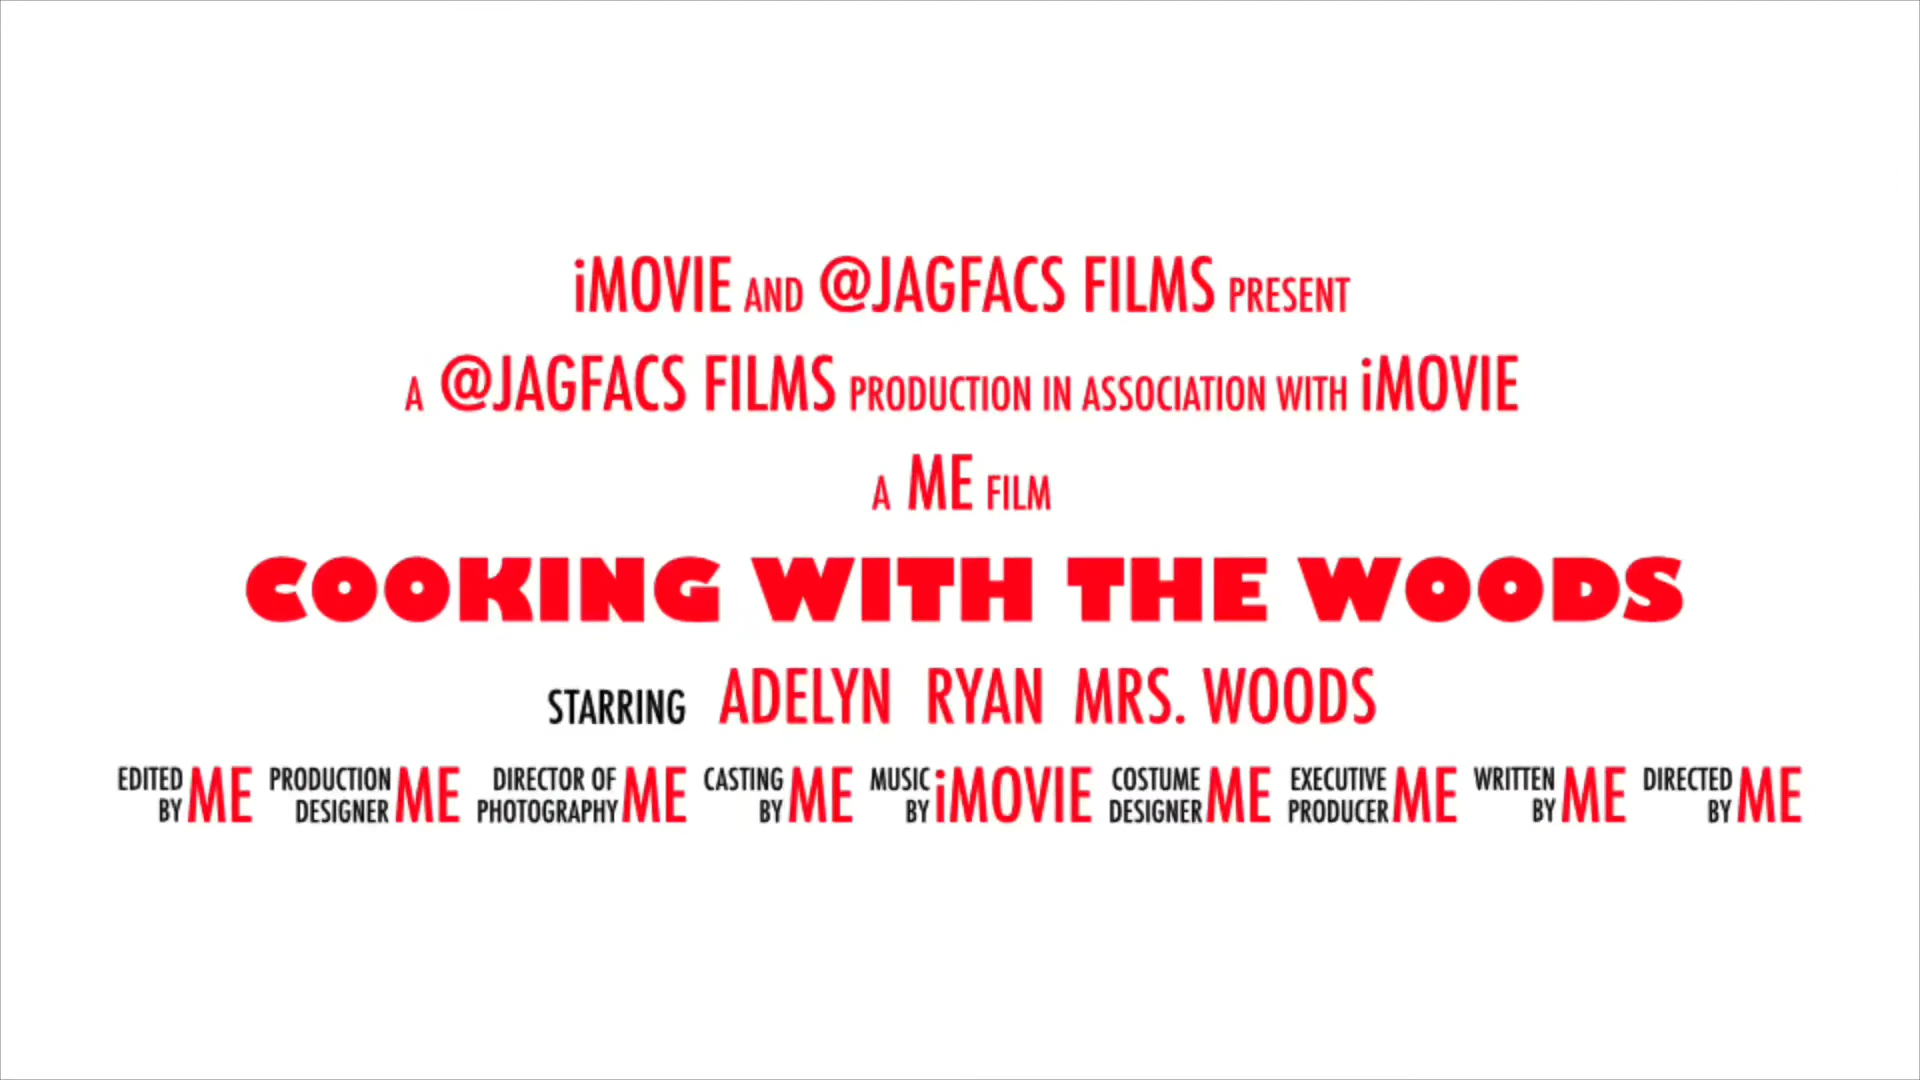 iMOVIE AND @JAGFACS FILMS PRESENT
A @JAGFACS FILMS PRODUCTION IN ASSOCIATION WITH iMOVIE
A ME FILM
COOKING WITH THE WOODS
STARRING ADELYN RYAN MRS. WOODS
EDITED BY ME PRODUCTION DESIGNER ME DIRECTOR OF PHOTOGRAPHY ME CASTING BY ME MUSIC BY iMOVIE COSTUME DESIGNER ME EXECUTIVE PRODUCER ME WRITTEN BY ME DIRECTED BY ME